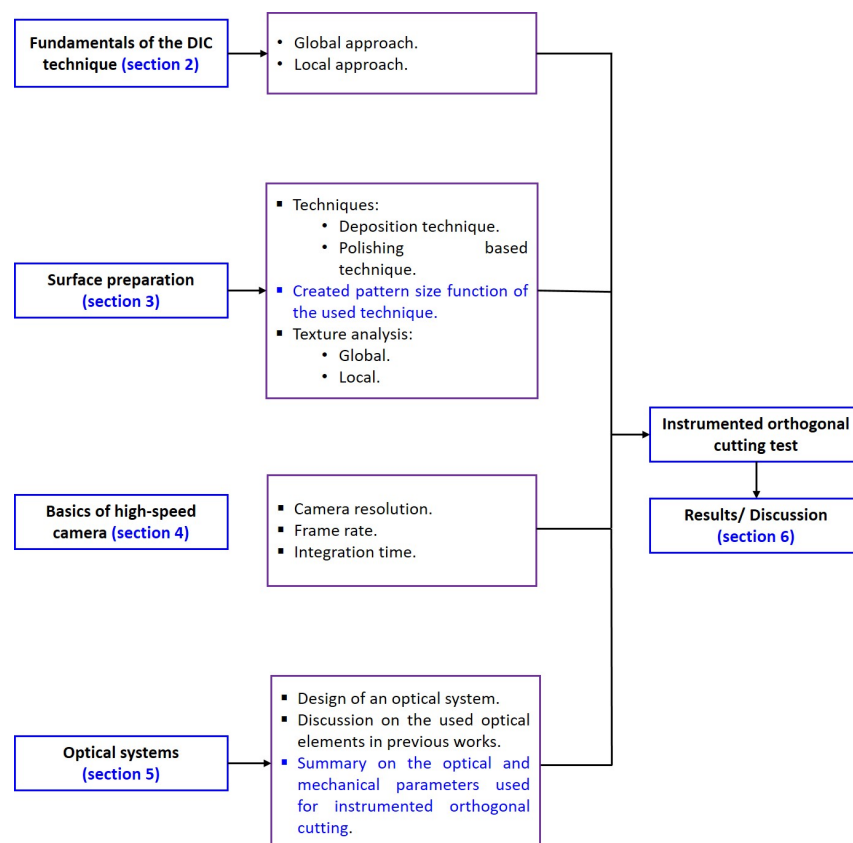 Fundamentals of the DIC
technique (section 2)
• Global approach.
• Local approach.
Surface preparation
(section 3)
▪ Techniques:
• Deposition technique.
• Polishing based
technique.
▪ Created pattern size function of
the used technique.
▪ Texture analysis:
• Global.
• Local.
Basics of high-speed
camera (section 4)
▪ Camera resolution.
▪ Frame rate.
▪ Integration time.
Optical systems
(section 5)
▪ Design of an optical system.
▪ Discussion on the used optical
elements in previous works.
▪ Summary on the optical and
mechanical parameters used
for instrumented orthogonal
cutting.
Instrumented orthogonal
cutting test
Results/ Discussion
(section 6)